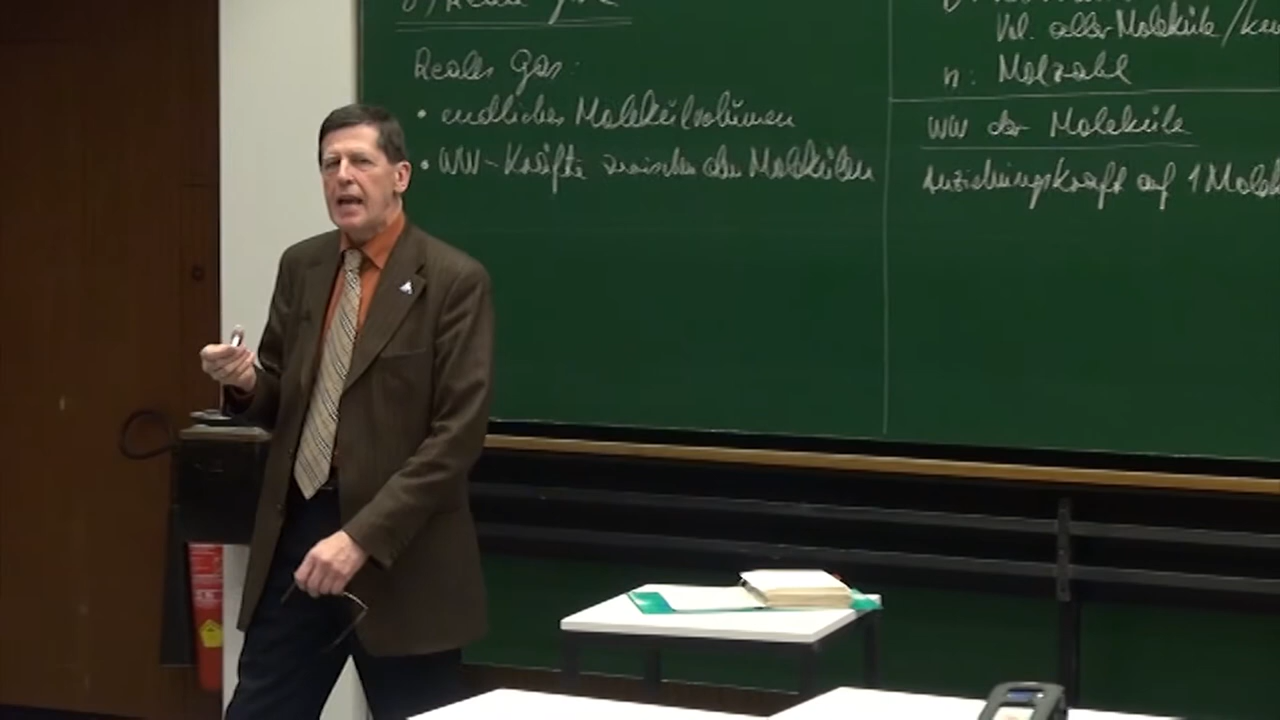 Reales Gas:
• endliches Molekülvolumen
• WW-Kräfte zwischen den Molekülen
Vol. aller Moleküle/
n: Molzahl
WW der Moleküle
Anziehungskraft auf 1 Molek